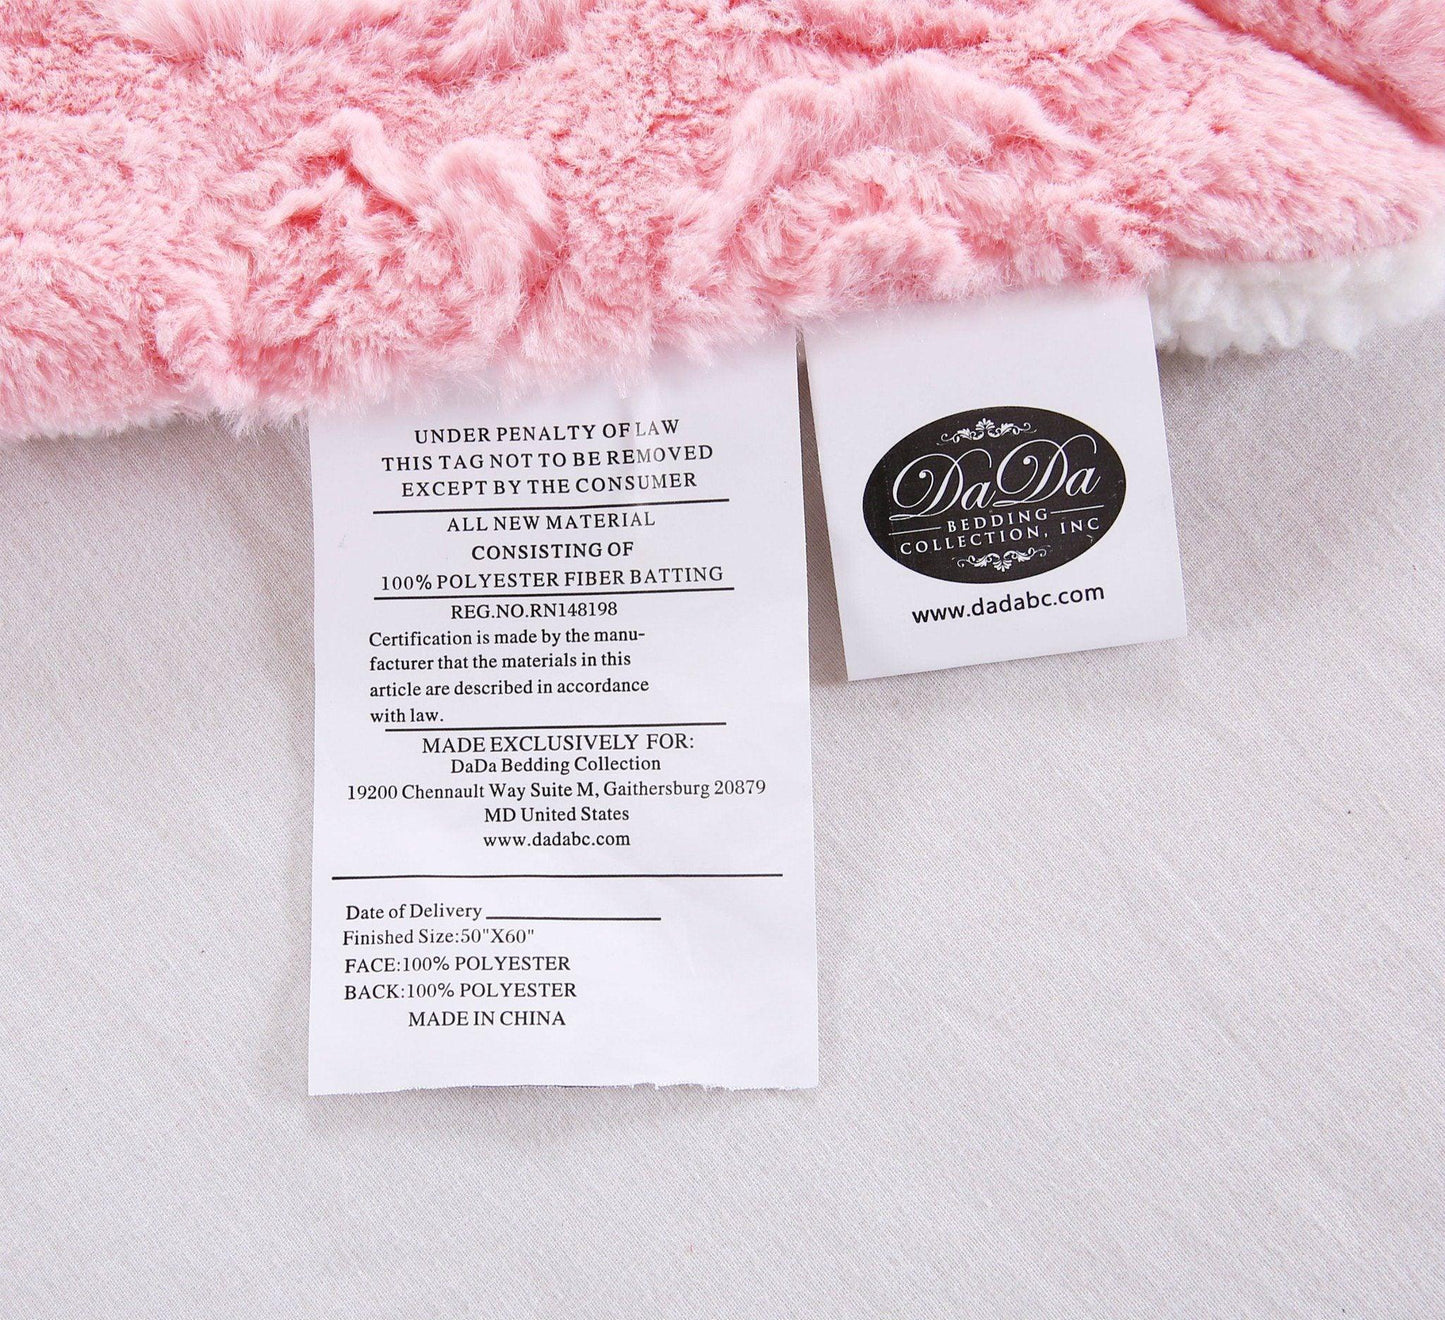 UNDER PENALTY OF LAW
THIS TAG NOT TO BE REMOVED
EXCEPT BY THE CONSUMER
ALL NEW MATERIAL
CONSISTING OF
100% POLYESTER FIBER BATTING
REG.NO.RN148198
Certification is made by the manu-
facturer that the materials in this
article are described in accordance
with law.
MADE EXCLUSIVELY FOR:
DaDa Bedding Collection
19200 Chennault Way Suite M, Gaithersburg 20879
MD United States
www.dadabc.com
Date of Delivery
Finished Size:50"X60"
FACE:100% POLYESTER
BACK:100% POLYESTER
MADE IN CHINA
DaDa
BEDDING
COLLECTION, INC
www.dadabc.com